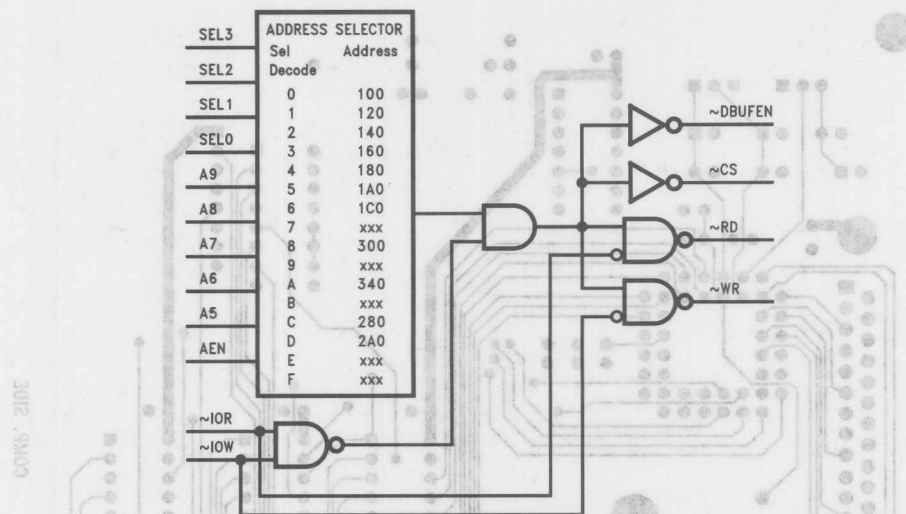 SEL3
SEL2
SEL1
SEL0
A9
A8
A7
A6
A5
AEN
~IOR
~IOW
ADDRESS SELECTOR
Sel Address
Decode
0 100
1 120
2 140
3 160
4 180
5 1A0
6 1C0
7 xxx
8 300
9 xxx
A 340
B xxx
C 280
D 2A0
E xxx
F xxx
~DBUFEN
~CS
~RD
~WR
COMP. SIDE